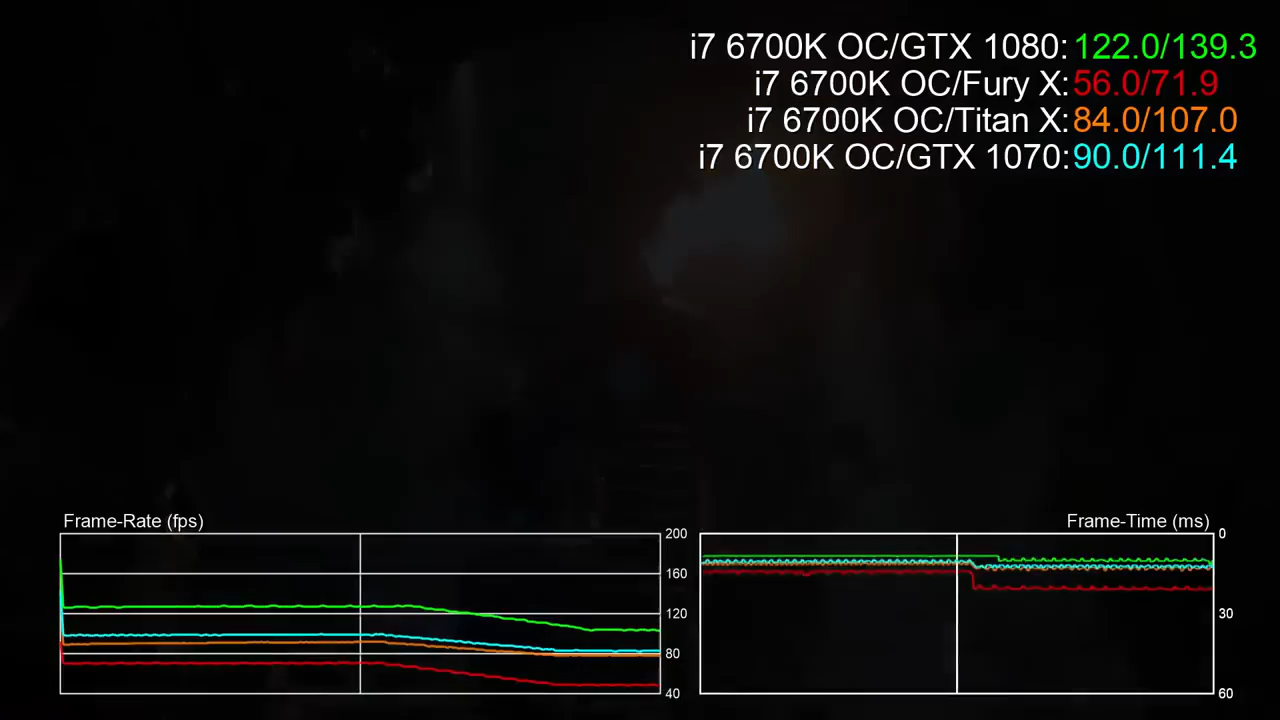 i7 6700K OC/GTX 1080: 122.0/139.3
i7 6700K OC/Fury X: 56.0/71.9
i7 6700K OC/Titan X: 84.0/107.0
i7 6700K OC/GTX 1070: 90.0/111.4
Frame-Rate (fps)
200
160
120
80
40
Frame-Time (ms)
0
30
60